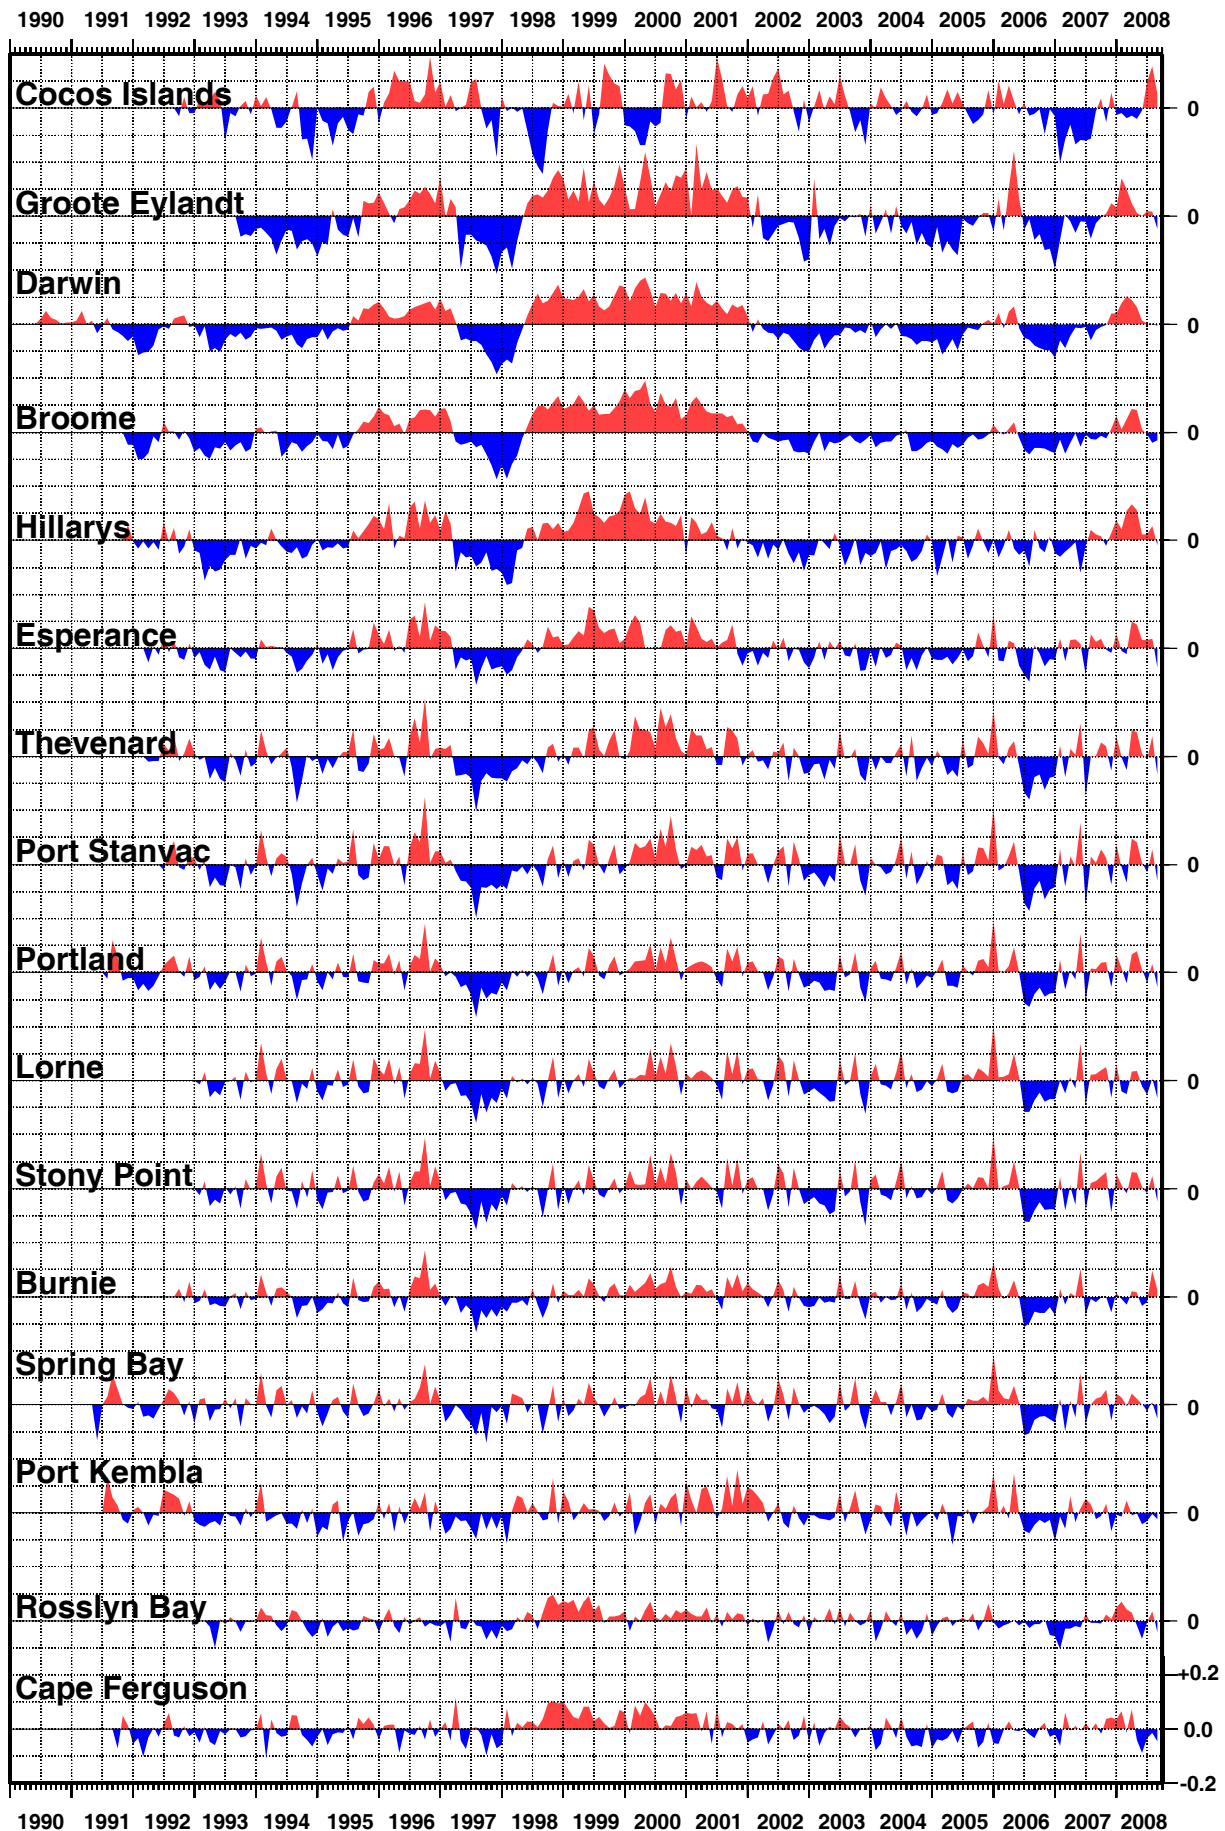 1990 1991 1992 1993 1994 1995 1996 1997 1998 1999 2000 2001 2002 2003 2004 2005 2006 2007 2008
Cocos Islands 0
Groote Eylandt 0
Darwin 0
Broome 0
Hillarys 0
Esperance 0
Thevenard 0
Port Stanvac 0
Portland 0
Lorne 0
Stony Point 0
Burnie 0
Spring Bay 0
Port Kembla 0
Rosslyn Bay 0
+0.2
Cape Ferguson 0.0
-0.2
1990 1991 1992 1993 1994 1995 1996 1997 1998 1999 2000 2001 2002 2003 2004 2005 2006 2007 2008